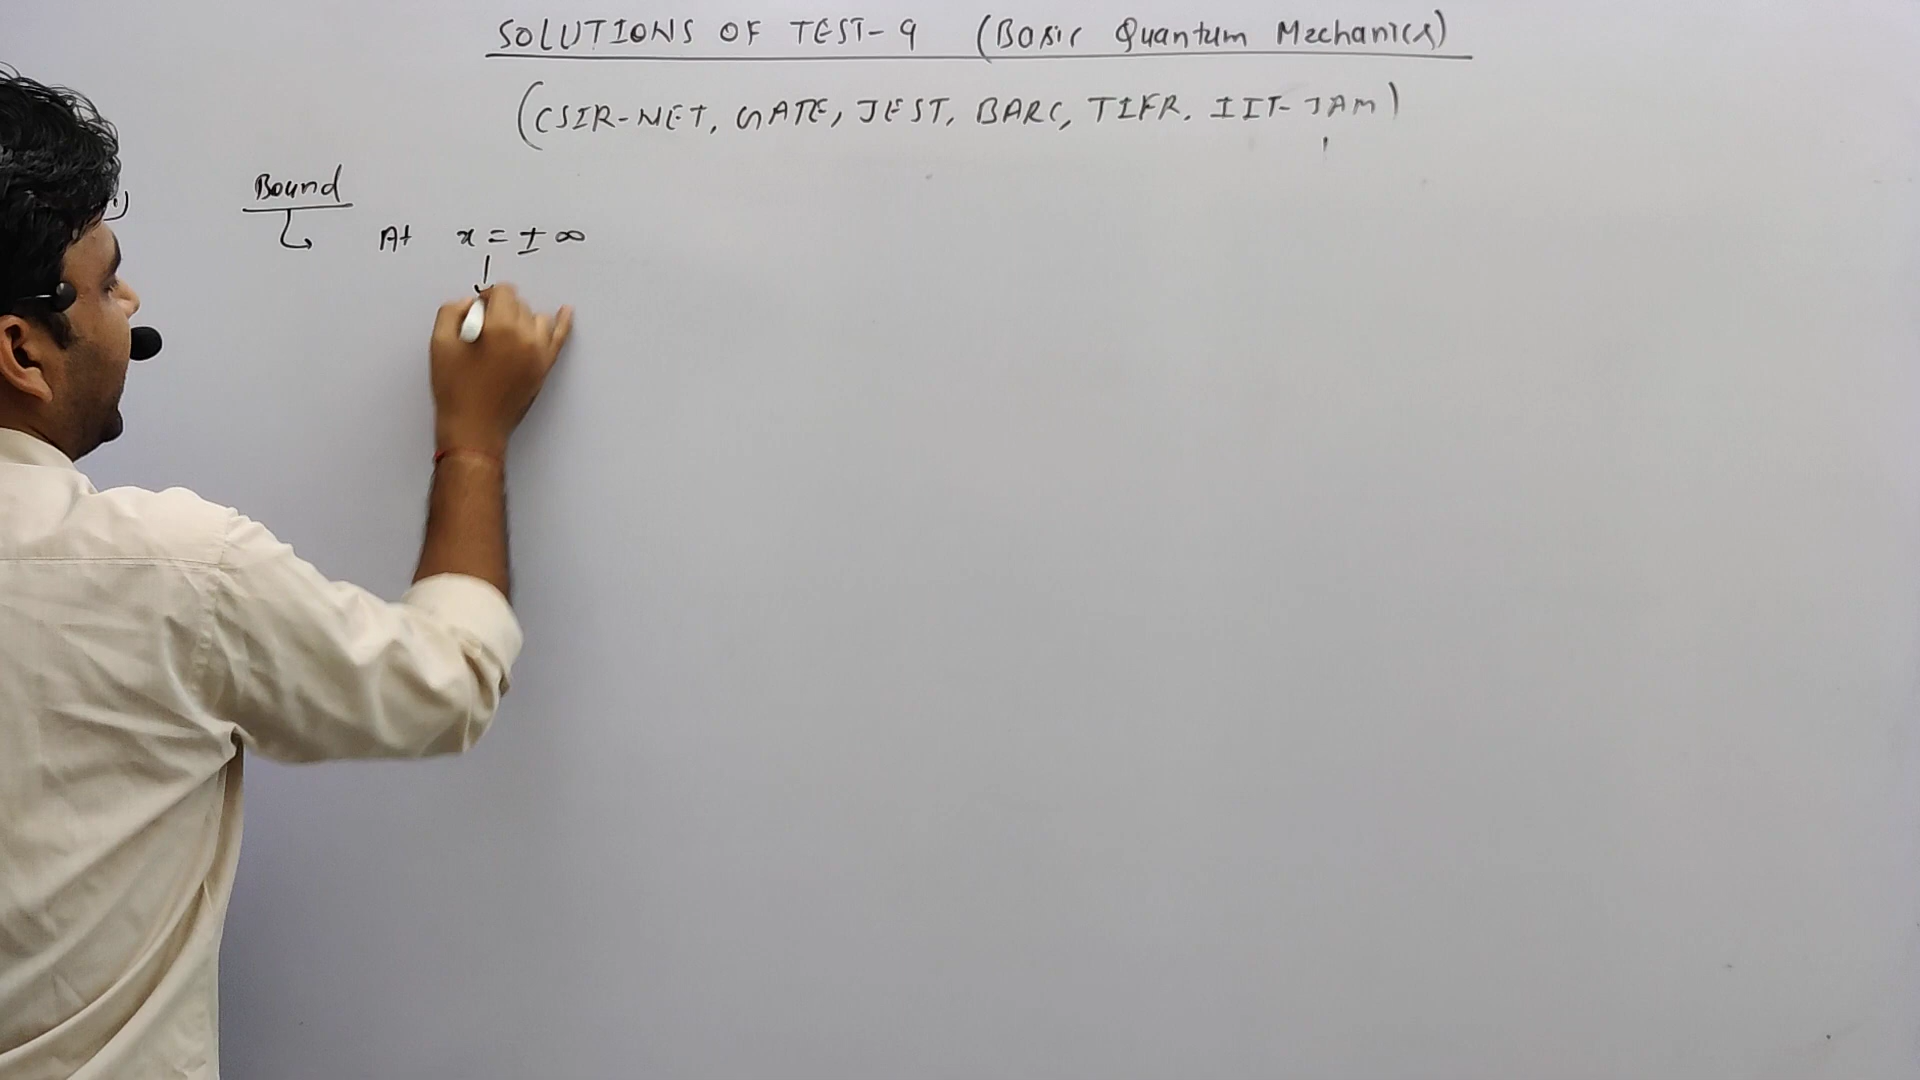 SOLUTIONS OF TEST-9 (Basic Quantum Mechanics)
(CSIR-NET, GATE, JEST, BARC, TIFR, IIT-JAM)
Bound
At x = ± ∞